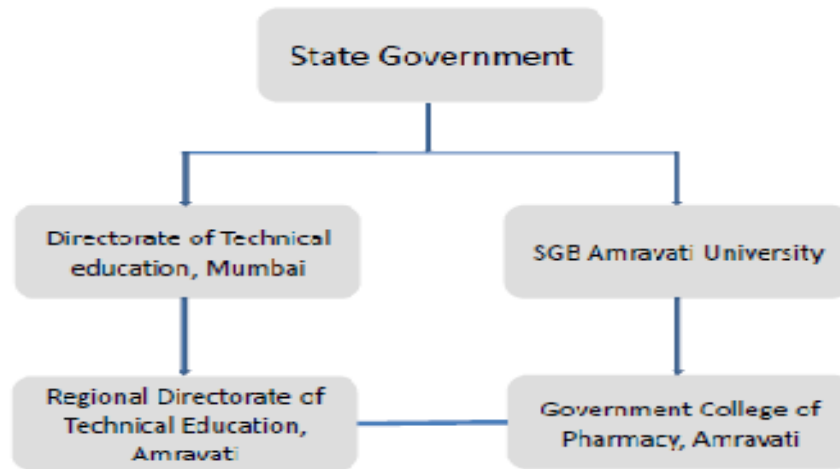 State Government
Directorate of Technical
education, Mumbai
SGB Amravati University
Regional Directorate of
Technical Education,
Amravati
Government College of
Pharmacy, Amravati